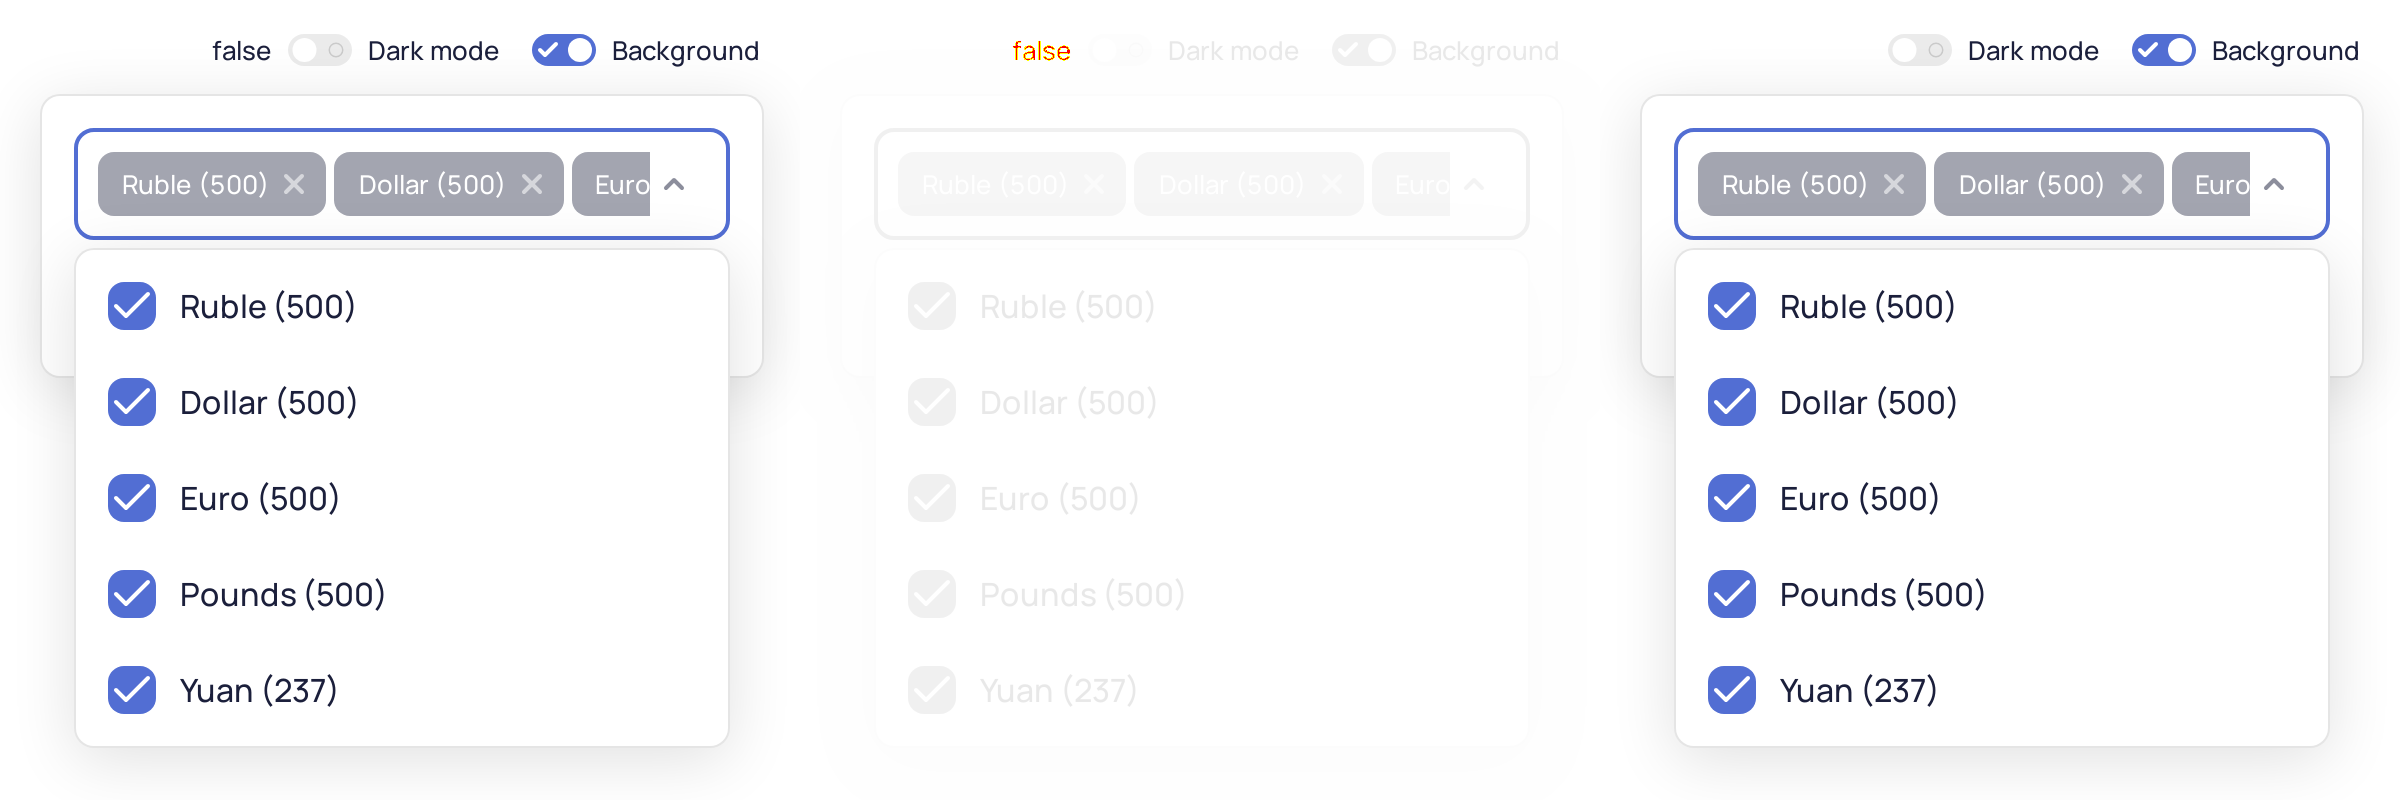 false Dark mode Background
Ruble (500) Dollar (500) Euro
Ruble (500)
Dollar (500)
Euro (500)
Pounds (500)
Yuan (237)
false Dark mode Background
Ruble (500) Dollar (500) Euro
Ruble (500)
Dollar (500)
Euro (500)
Pounds (500)
Yuan (237)
Dark mode Background
Ruble (500) Dollar (500) Euro
Ruble (500)
Dollar (500)
Euro (500)
Pounds (500)
Yuan (237)